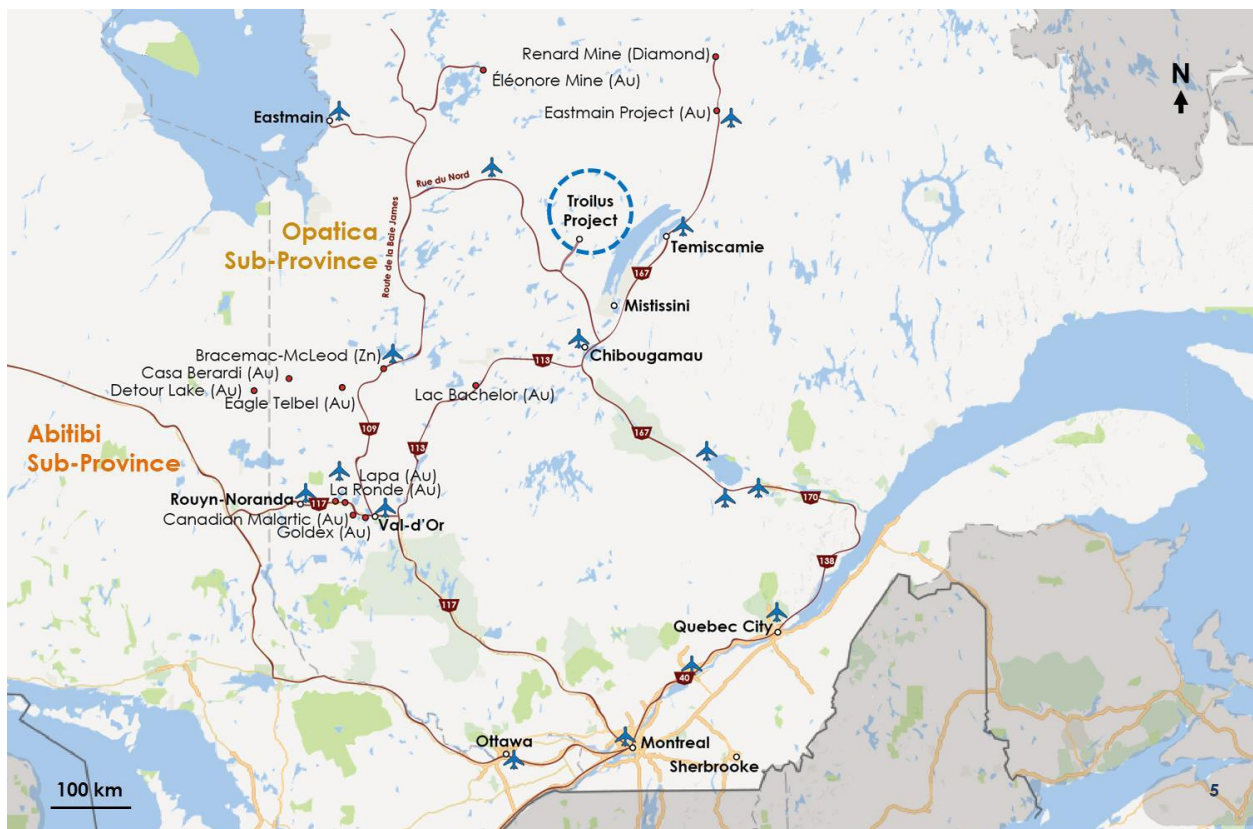 Renard Mine (Diamond)
Éléonore Mine (Au)
N
Eastmain Project (Au)
Eastmain
Rue du Nord
Troilus
Project
Opatica
Sub-Province
Route de la Baie James
Temiscamie
167
Mistissini
Bracemac-McLeod (Zn)
Chibougamau
113
Casa Berardi (Au)
Detour Lake (Au)
Eagle Telbel (Au)
Lac Bachelor (Au)
Abitibi
Sub-Province
109
113
167
Lapa (Au)
La Ronde (Au)
Rouyn-Noranda
117
170
Canadian Malartic (Au)
Val-d'Or
Goldex (Au)
138
117
Quebec City
40
Ottawa
Montreal
Sherbrooke
100 km
5